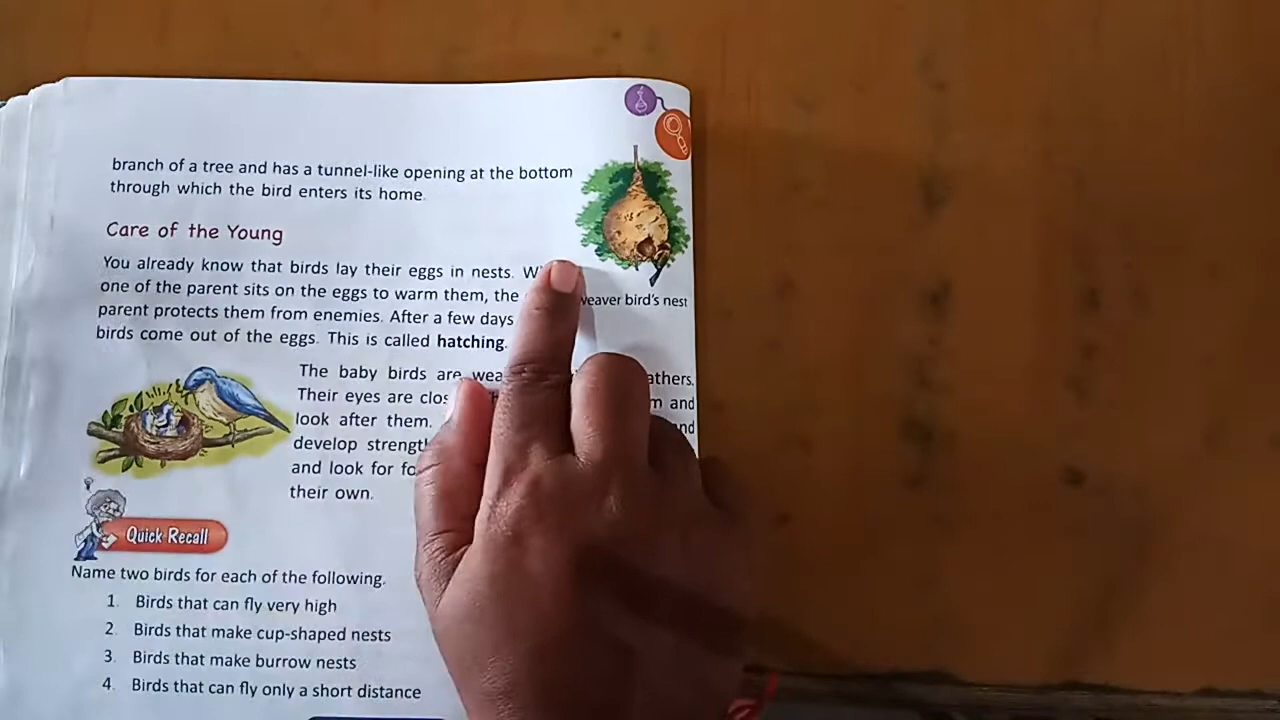 branch of a tree and has a tunnel-like opening at the bottom
through which the bird enters its home.
Care of the Young
You already know that birds lay their eggs in nests.
one of the parent sits on the eggs to warm them, the
weaver bird's nest
parent protects them from enemies. After a few days
birds come out of the eggs. This is called hatching.
The baby birds are
Their eyes are and
look after them. and
develop
and look for
their own.
Quick Recall
Name two birds for each of the following.
1. Birds that can fly very high
2. Birds that make cup-shaped nests
3. Birds that make burrow nests
4. Birds that can fly only a short distance